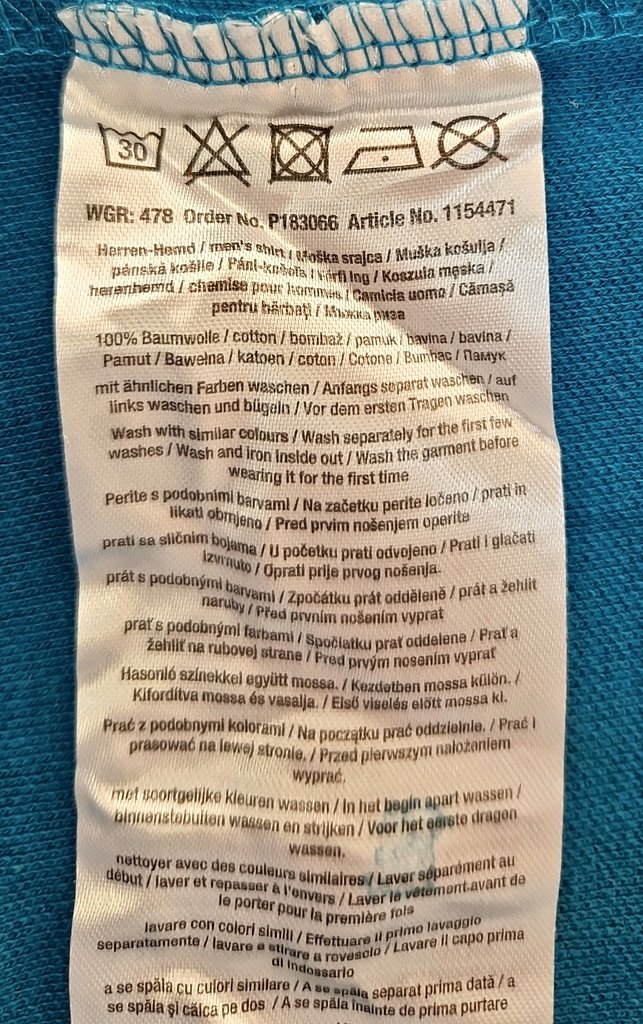 30
WGR: 478 Order No. P183066 Article No. 1154471
Herren-Hemd / men's shirt / Moška srajca / Muška košulja /
pánská košile / Páni-košeľa / Férfi ing / Koszula męska /
herenhemd / chemise pour hommes / Camicia uomo / Cămașă
pentru bărbați / Мъжка риза
100% Baumwolle / cotton / bombaž / pamuk / bavlna / bavlna /
Pamut / Bawełna / katoen / coton / Cotone / Bumbac / Памук
mit ähnlichen Farben waschen / Anfangs separat waschen / auf
links waschen und bügeln / Vor dem ersten Tragen waschen
Wash with similar colours / Wash separately for the first few
washes / Wash and iron inside out / Wash the garment before
wearing it for the first time
Perite s podobnimi barvami / Na začetku perite ločeno / prati in
likati obrnjeno / Pred prvim nošenjem operite
prati sa sličnim bojama / U početku prati odvojeno / Prati i glačati
izvrnuto / Oprati prije prvog nošenja.
prát s podobnými barvami / Zpočátku prát odděleně / prát a žehlit
naruby / Před prvním nošením vyprat
prať s podobnými farbami / Spočiatku prať oddelene / Prať a
žehliť na rubovej strane / Pred prvým nosením vyprať
Hasonló színekkel együtt mossa. / Kezdetben mossa külön. /
Kifordítva mossa és vasalja. / Első viselés előtt mossa ki.
Prać z podobnymi kolorami / Na początku prać oddzielnie. / Prać i
prasować na lewej stronie. / Przed pierwszym nałożeniem
wyprać.
met soortgelijke kleuren wassen / In het begin apart wassen /
binnenstebuiten wassen en strijken / Voor het eerste dragen
wassen.
nettoyer avec des couleurs similaires / Laver séparément au
début / laver et repasser à l'envers / Laver le vêtement avant de
le porter pour la première fois
lavare con colori simili / Effettuare il primo lavaggio
separatamente / lavare e stirare a rovescio / Lavare il capo prima
di indossarlo
a se spăla cu culori similare / A se spăla separat prima dată / a
se spăla și călca pe dos / A se spăla înainte de prima purtare